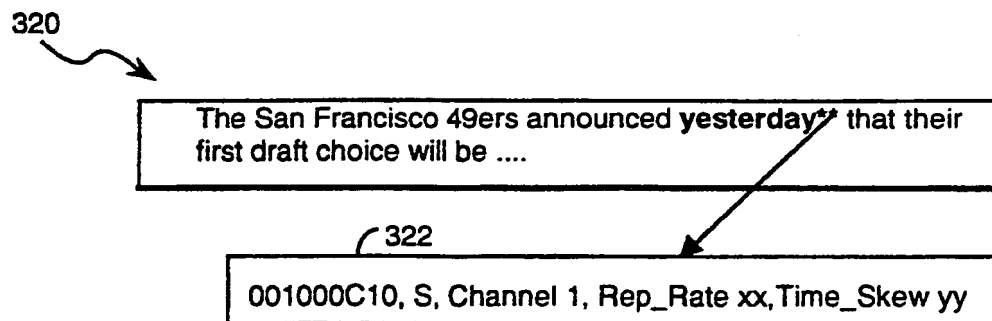 320
The San Francisco 49ers announced yesterday** that their
first draft choice will be ....
322
001000C10, S, Channel 1, Rep_Rate xx,Time_Skew yy